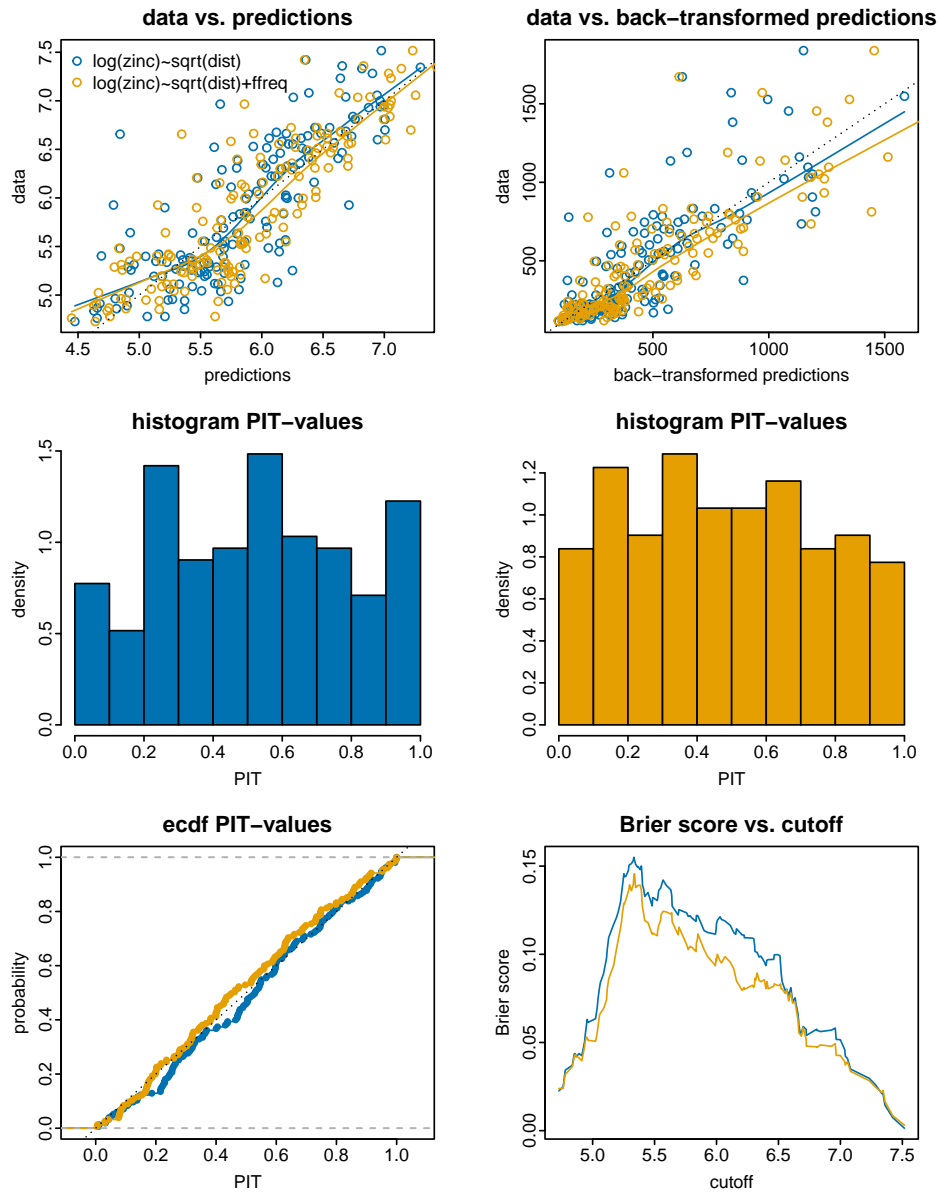 data vs. predictions
data
7.5
7.0
6.5
6.0
5.5
5.0
log(zinc)~sqrt(dist)
log(zinc)~sqrt(dist)+ffreq
4.5 5.0 5.5 6.0 6.5 7.0
predictions
data vs. back−transformed predictions
data
1500
1000
500
500 1000 1500
back−transformed predictions
histogram PIT−values
density
1.5
1.0
0.5
0.0
0.0 0.2 0.4 0.6 0.8 1.0
PIT
histogram PIT−values
density
1.2
1.0
0.8
0.4
0.0
0.0 0.2 0.4 0.6 0.8 1.0
PIT
ecdf PIT−values
probability
1.0
0.8
0.6
0.4
0.2
0.0
0.0 0.2 0.4 0.6 0.8 1.0
PIT
Brier score vs. cutoff
Brier score
0.15
0.10
0.05
0.00
5.0 5.5 6.0 6.5 7.0 7.5
cutoff